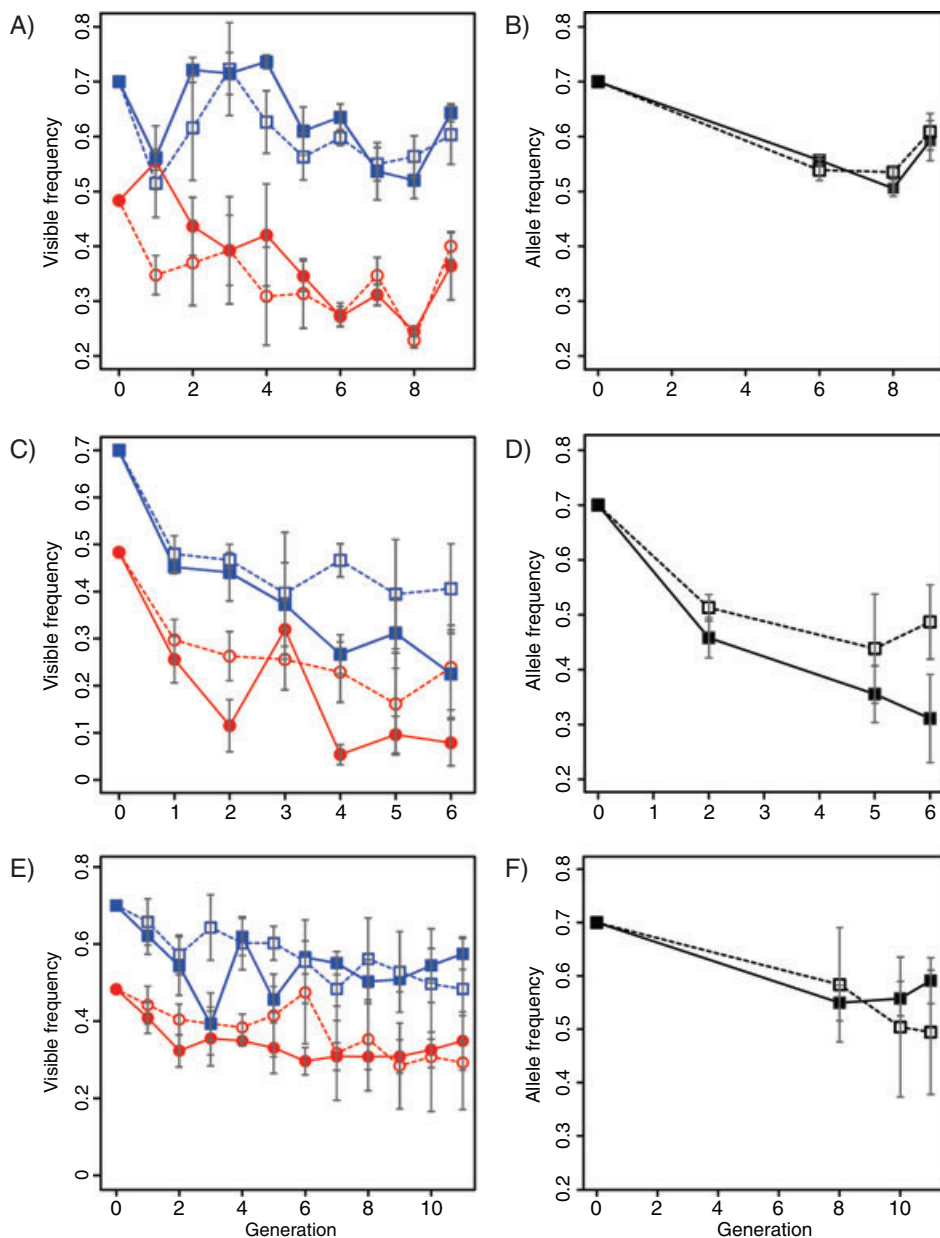 A)
Visible frequency
0.2 0.3 0.4 0.5 0.6 0.7 0.8
0 2 4 6 8
B)
Allele frequency
0.2 0.3 0.4 0.5 0.6 0.7 0.8
0 2 4 6 8
C)
Visible frequency
0 0.1 0.2 0.3 0.4 0.5 0.6 0.7
0 1 2 3 4 5 6
D)
Allele frequency
0.2 0.3 0.4 0.5 0.6 0.7 0.8
0 1 2 3 4 5 6
E)
Visible frequency
0 0.2 0.4 0.6 0.8
0 2 4 6 8 10
Generation
F)
Allele frequency
0.2 0.3 0.4 0.5 0.6 0.7 0.8
0 2 4 6 8 10
Generation